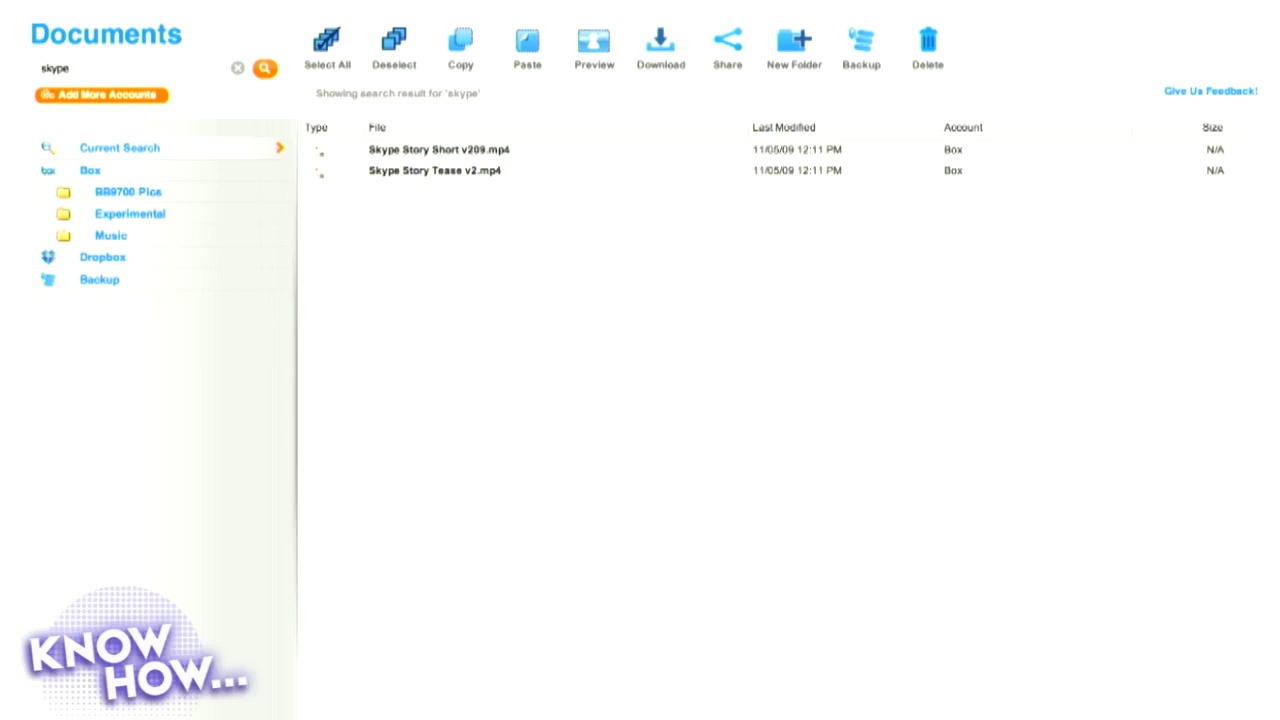 Documents
skype
Add More Accounts
Select All Deselect Copy Paste Preview Download Share New Folder Backup Delete
Showing search result for 'skype'
Give Us Feedback!
Type File Last Modified Account Size
Current Search
Skype Story Short v209.mp4 11/05/09 12:11 PM Box N/A
box Box
Skype Story Tease v2.mp4 11/05/09 12:11 PM Box N/A
BB9700 Pics
Experimental
Music
Dropbox
Backup
KNOW
HOW...